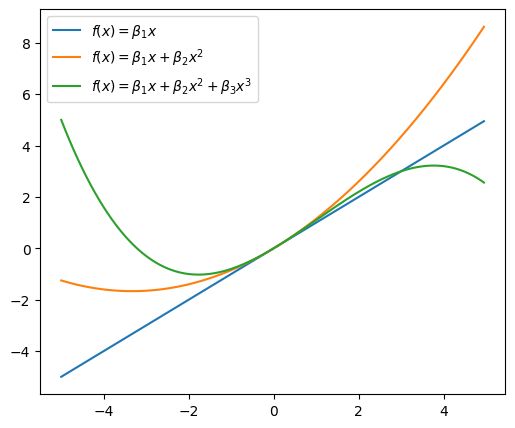 f(x) = β₁x
f(x) = β₁x + β₂x²
f(x) = β₁x + β₂x² + β₃x³
8
6
4
2
0
−2
−4
−4 −2 0 2 4